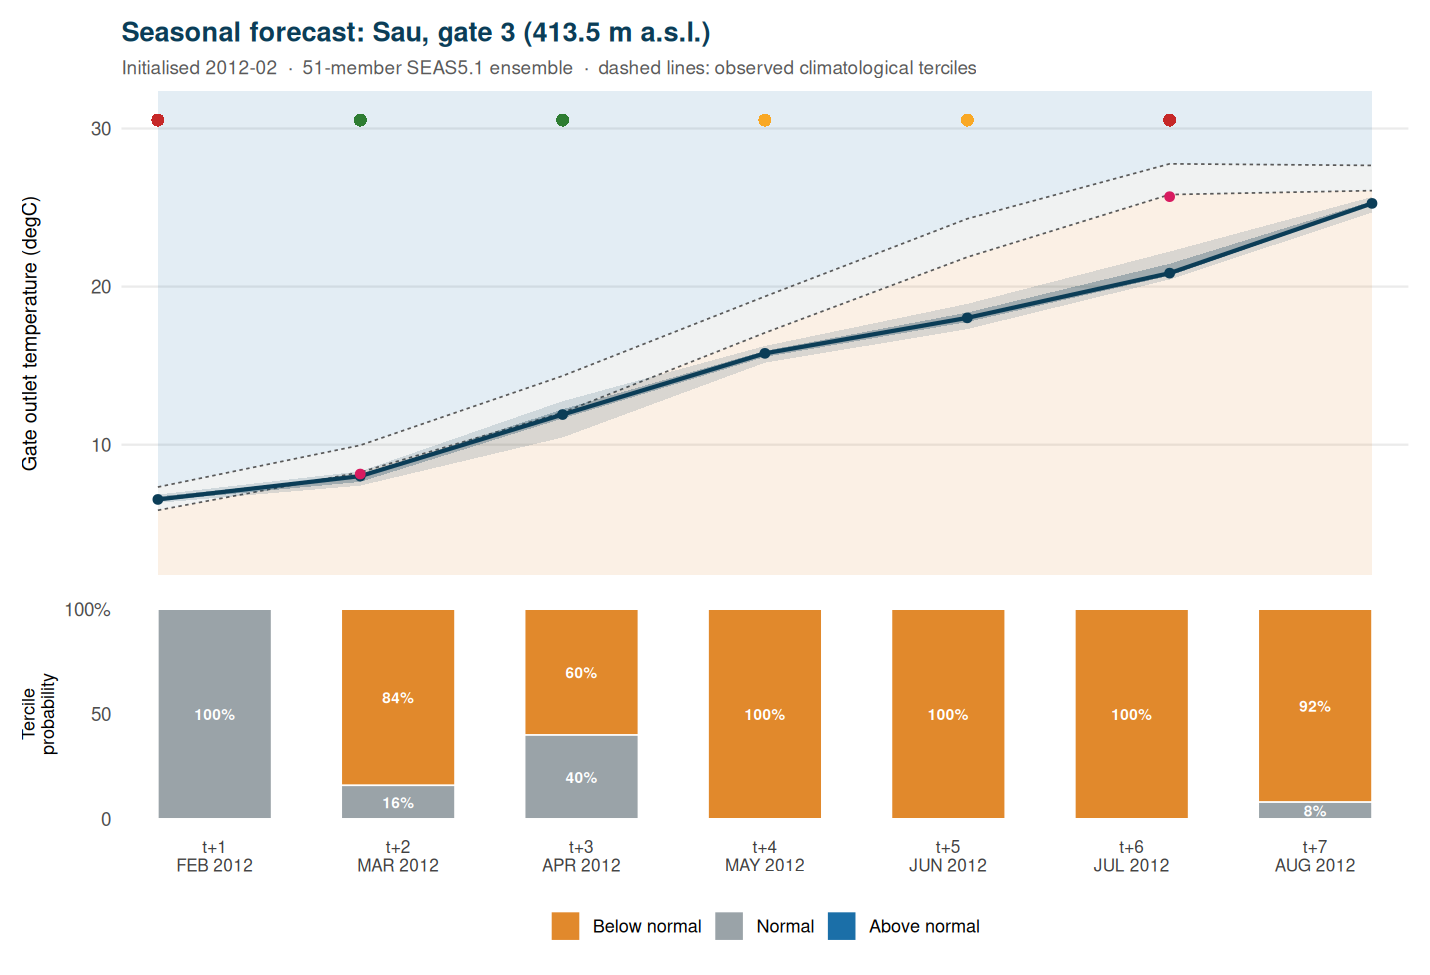 Seasonal forecast: Sau, gate 3 (413.5 m a.s.l.)
Initialised 2012-02 · 51-member SEAS5.1 ensemble · dashed lines: observed climatological terciles
Gate outlet temperature (degC)
30
20
10
Tercile
probability
100%
50
0
100%
84%
16%
60%
40%
100%
100%
100%
92%
8%
t+1
FEB 2012
t+2
MAR 2012
t+3
APR 2012
t+4
MAY 2012
t+5
JUN 2012
t+6
JUL 2012
t+7
AUG 2012
Below normal
Normal
Above normal